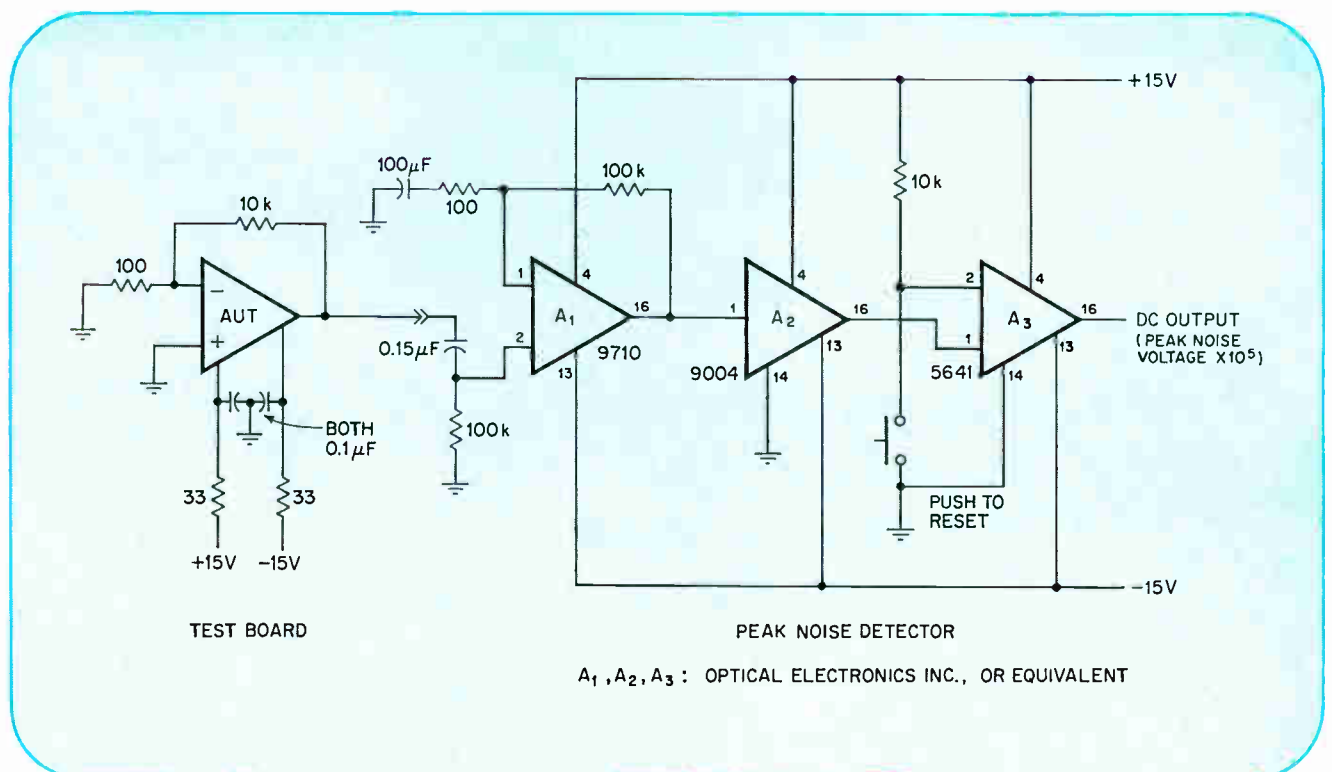 +15V
100µF
100k
100
10k
10k
100
−
AUT
+
0.15µF
1
4
A1
16
2
13
9710
1
4
A2
16
13
9004
14
2
4
A3
16
1
13
5641
14
DC OUTPUT
(PEAK NOISE
VOLTAGE X10⁵)
BOTH
0.1µF
100k
33
33
PUSH TO
RESET
+15V
-15V
-15V
TEST BOARD
PEAK NOISE DETECTOR
A1, A2, A3: OPTICAL ELECTRONICS INC., OR EQUIVALENT